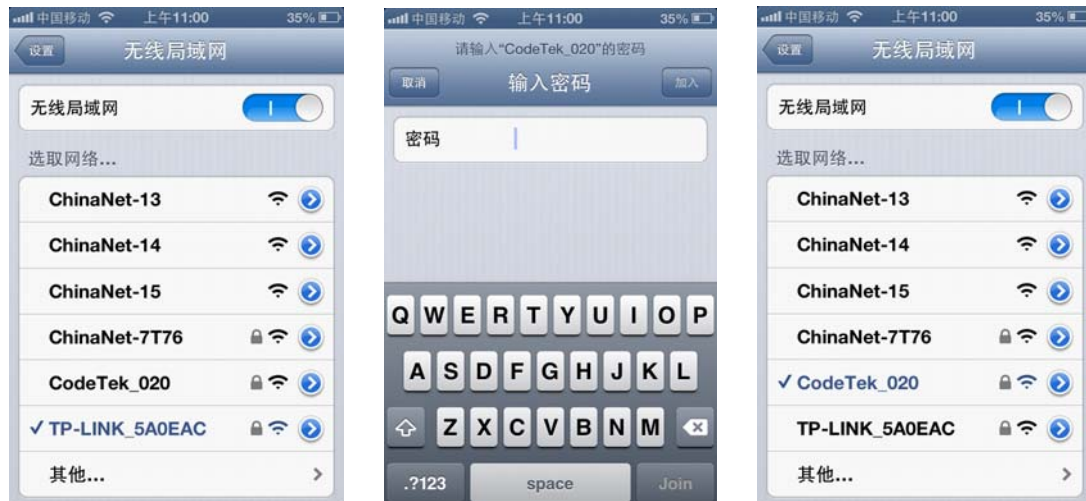 中国移动 上午11:00 35%
设置 无线局域网
无线局域网
选取网络...
ChinaNet-13
ChinaNet-14
ChinaNet-15
ChinaNet-7T76
CodeTek_020
✓ TP-LINK_5A0EAC
其他...
中国移动 上午11:00 35%
请输入“CodeTek_020”的密码
取消 输入密码 加入
密码
Q W E R T Y U I O P
A S D F G H J K L
Z X C V B N M
.?123 space Join
中国移动 上午11:00 35%
设置 无线局域网
无线局域网
选取网络...
ChinaNet-13
ChinaNet-14
ChinaNet-15
ChinaNet-7T76
✓ CodeTek_020
TP-LINK_5A0EAC
其他...